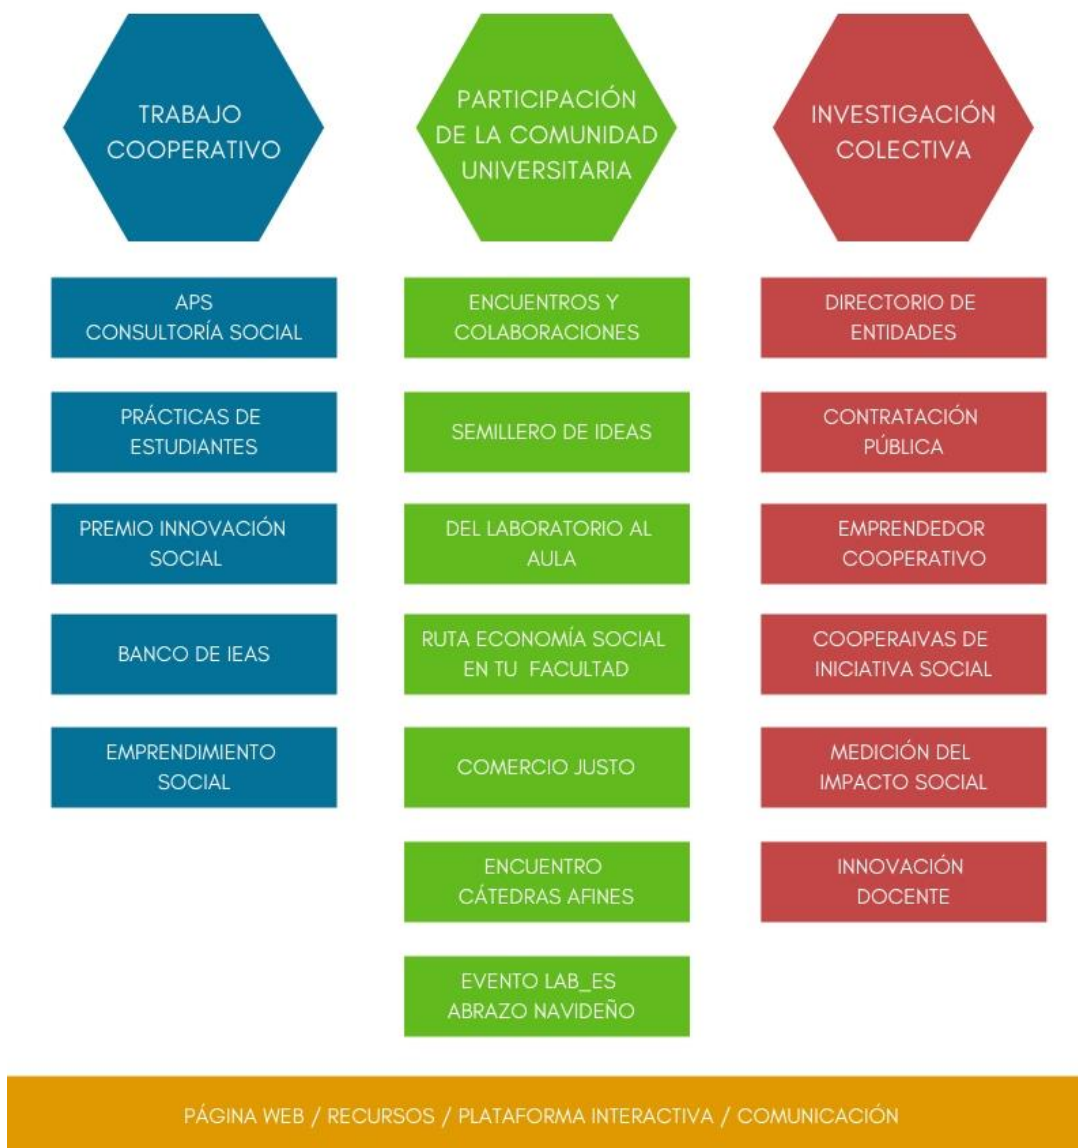 TRABAJO
COOPERATIVO
APS
CONSULTORÍA SOCIAL
PRÁCTICAS DE
ESTUDIANTES
PREMIO INNOVACIÓN
SOCIAL
BANCO DE IEAS
EMPRENDIMIENTO
SOCIAL
PARTICIPACIÓN
DE LA COMUNIDAD
UNIVERSITARIA
ENCUENTROS Y
COLABORACIONES
SEMILLERO DE IDEAS
DEL LABORATORIO AL
AULA
RUTA ECONOMÍA SOCIAL
EN TU FACULTAD
COMERCIO JUSTO
ENCUENTRO
CÁTEDRAS AFINES
EVENTO LAB_ES
ABRAZO NAVIDEÑO
INVESTIGACIÓN
COLECTIVA
DIRECTORIO DE
ENTIDADES
CONTRATACIÓN
PÚBLICA
EMPRENDEDOR
COOPERATIVO
COOPERAIVAS DE
INICIATIVA SOCIAL
MEDICIÓN DEL
IMPACTO SOCIAL
INNOVACIÓN
DOCENTE
PÁGINA WEB / RECURSOS / PLATAFORMA INTERACTIVA / COMUNICACIÓN